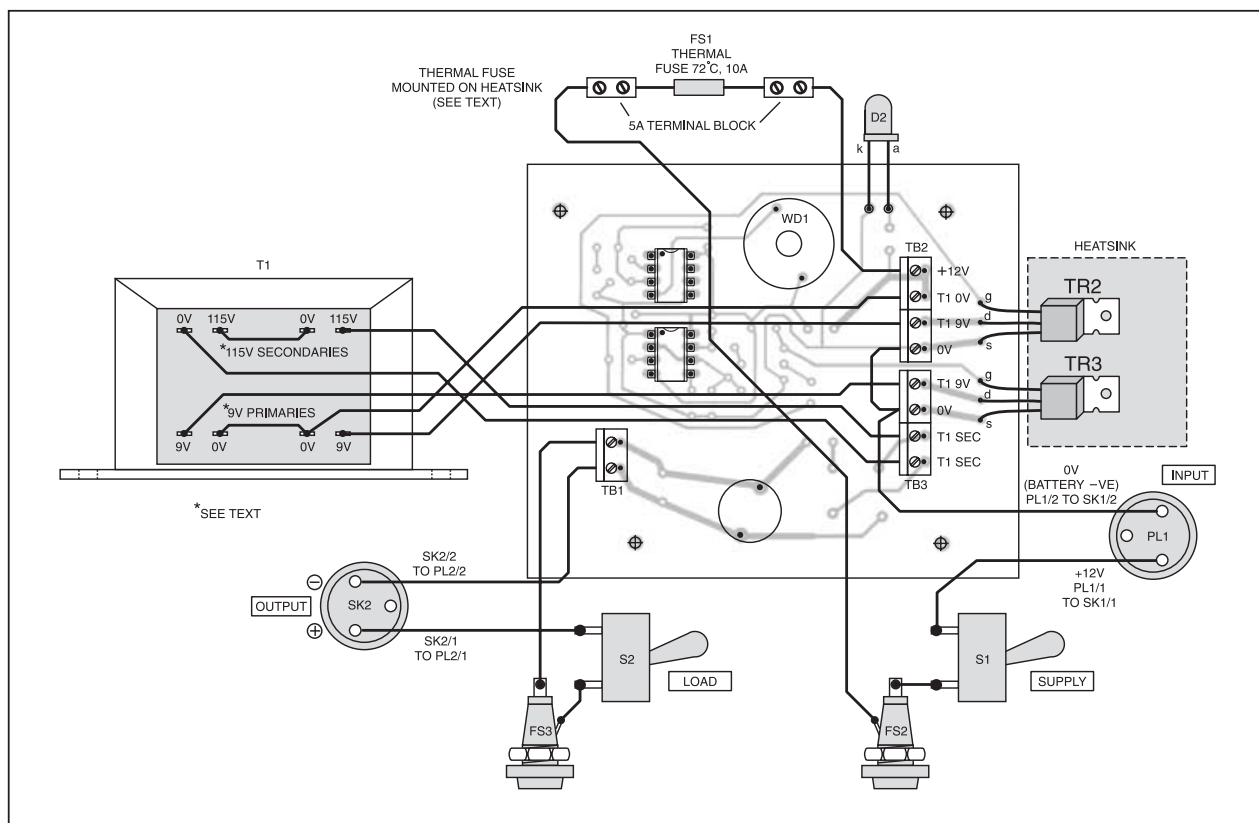 FS1
THERMAL
FUSE 72°C, 10A
THERMAL FUSE
MOUNTED ON HEATSINK
(SEE TEXT)
5A TERMINAL BLOCK
D2
k
a
WD1
TB2
+12V
T1 0V
T1 9V
0V
g
d
s
HEATSINK
TR2
TR3
T1 9V
0V
T1 SEC
T1 SEC
TB3
g
d
s
T1
0V
115V
0V
115V
*115V SECONDARIES
*9V PRIMARIES
9V
0V
0V
9V
*SEE TEXT
TB1
0V
(BATTERY –VE)
PL1/2 TO SK1/2
INPUT
PL1
+12V
PL1/1
TO SK1/1
SK2/2
TO PL2/2
−
OUTPUT
SK2
+
SK2/1
TO PL2/1
S2
LOAD
S1
SUPPLY
FS3
FS2